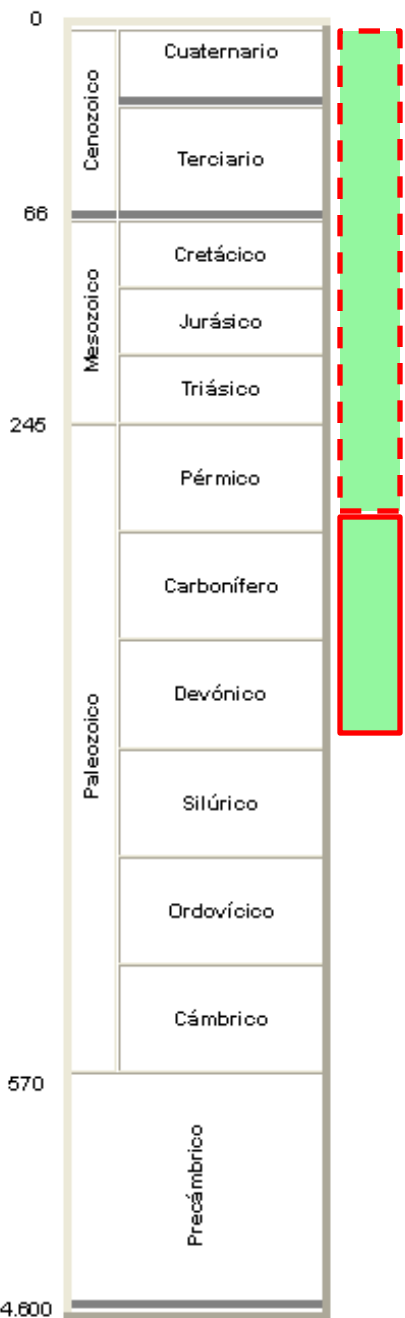 0
Cuaternario
Cenozoico
Terciario
66
Cretácico
Mesozoico
Jurásico
Triásico
245
Pérmico
Carbonífero
Devónico
Paleozoico
Silúrico
Ordovícico
Cámbrico
570
Precámbrico
4.600